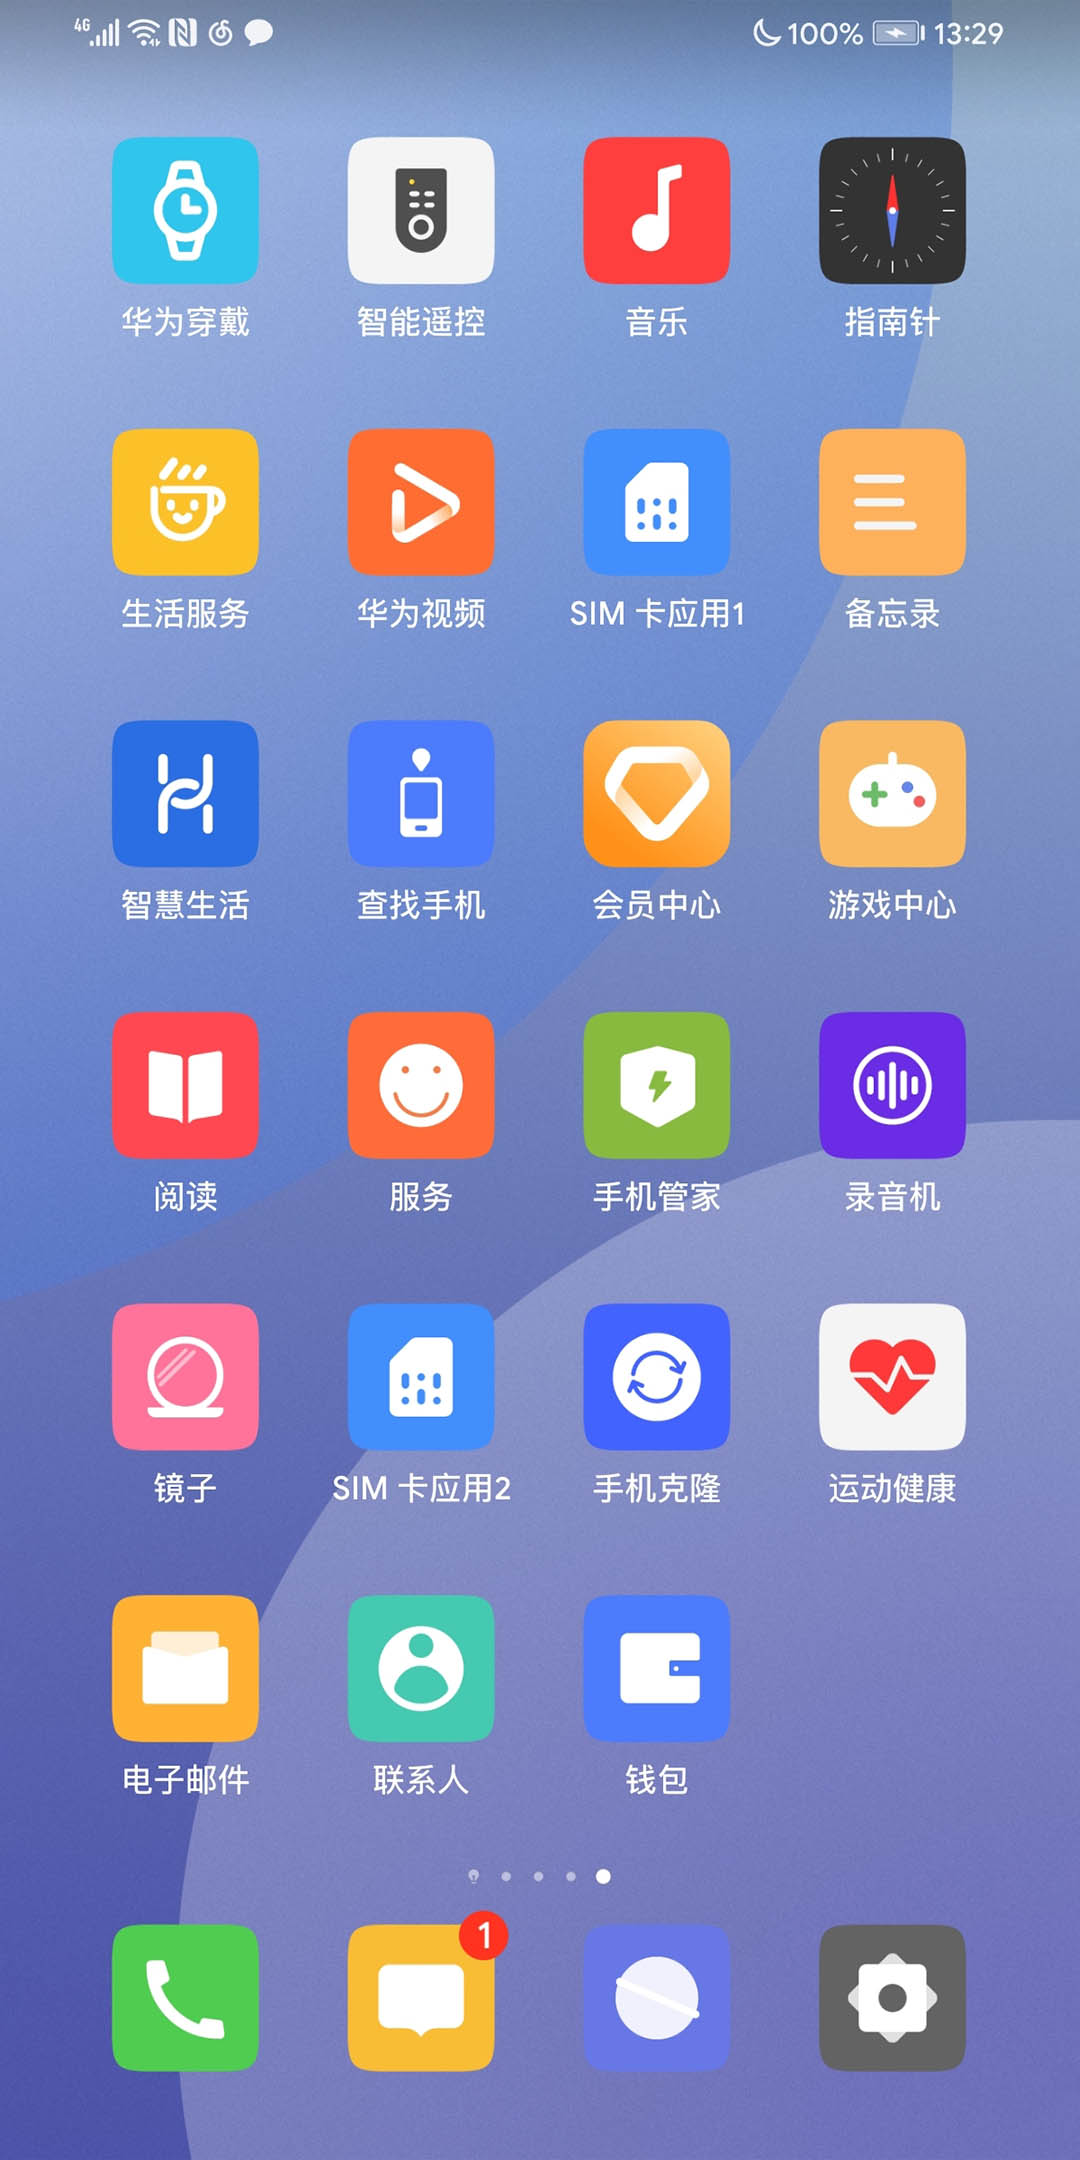 4G 100% 13:29
华为穿戴 智能遥控 音乐 指南针
生活服务 华为视频 SIM 卡应用1 备忘录
智慧生活 查找手机 会员中心 游戏中心
阅读 服务 手机管家 录音机
镜子 SIM 卡应用2 手机克隆 运动健康
电子邮件 联系人 钱包
1